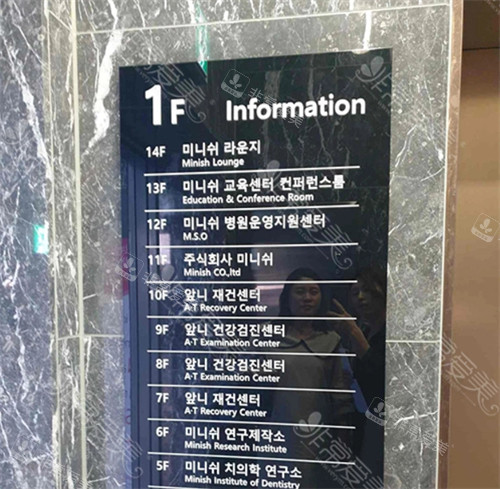 1F Information
14F 미니쉬 라운지
Minish Lounge
13F 미니쉬 교육센터 컨퍼런스룸
Education & Conference Room
12F 미니쉬 병원운영지원센터
M.S.O
11F 주식회사 미니쉬
Minish CO.,ltd
10F 앞니 재건센터
A·T Recovery Center
9F 앞니 건강검진센터
A·T Examination Center
8F 앞니 건강검진센터
A·T Examination Center
7F 앞니 재건센터
A·T Recovery Center
6F 미니쉬 연구제작소
Minish Research Institute
5F 미니쉬 치의학 연구소
Minish Institute of Dentistry
非常爱美